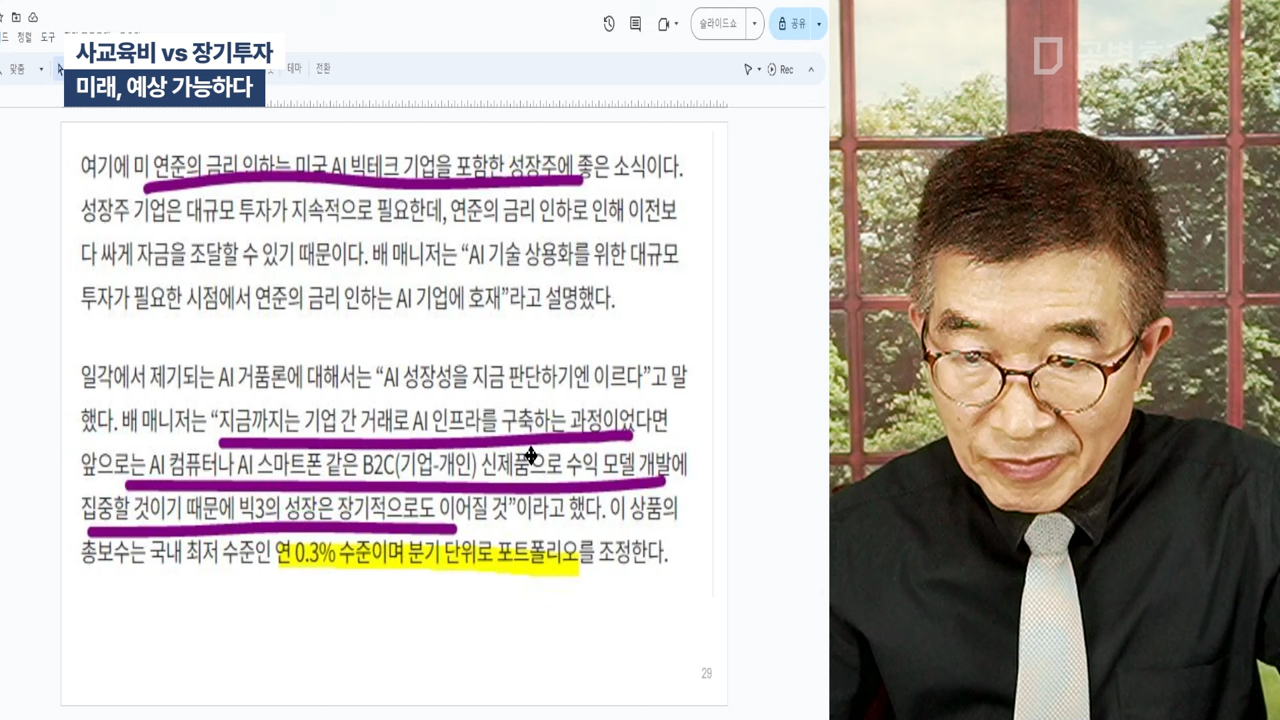 슬라이드쇼
공유
정렬 도구
맞춤
테마
전환
Rec
사교육비 vs 장기투자
미래, 예상 가능하다
공병호TV
여기에 미 연준의 금리 인하는 미국 AI 빅테크 기업을 포함한 성장주에 좋은 소식이다.
성장주 기업은 대규모 투자가 지속적으로 필요한데, 연준의 금리 인하로 인해 이전보
다 싸게 자금을 조달할 수 있기 때문이다. 배 매니저는 “AI 기술 상용화를 위한 대규모
투자가 필요한 시점에서 연준의 금리 인하는 AI 기업에 호재”라고 설명했다.
일각에서 제기되는 AI 거품론에 대해서는 “AI 성장성을 지금 판단하기엔 이르다”고 말
했다. 배 매니저는 “지금까지는 기업 간 거래로 AI 인프라를 구축하는 과정이었다면
앞으로는 AI 컴퓨터나 AI 스마트폰 같은 B2C(기업-개인) 신제품으로 수익 모델 개발에
집중할 것이기 때문에 빅3의 성장은 장기적으로도 이어질 것”이라고 했다. 이 상품의
총보수는 국내 최저 수준인 연 0.3% 수준이며 분기 단위로 포트폴리오를 조정한다.
29